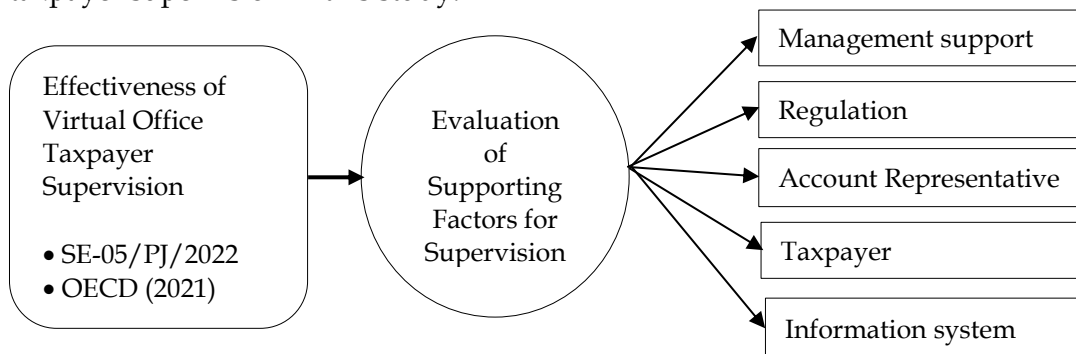 taxpayer supervision in this study.
Effectiveness of
Virtual Office
Taxpayer
Supervision
• SE-05/PJ/2022
• OECD (2021)
Evaluation
of
Supporting
Factors for
Supervision
Management support
Regulation
Account Representative
Taxpayer
Information system